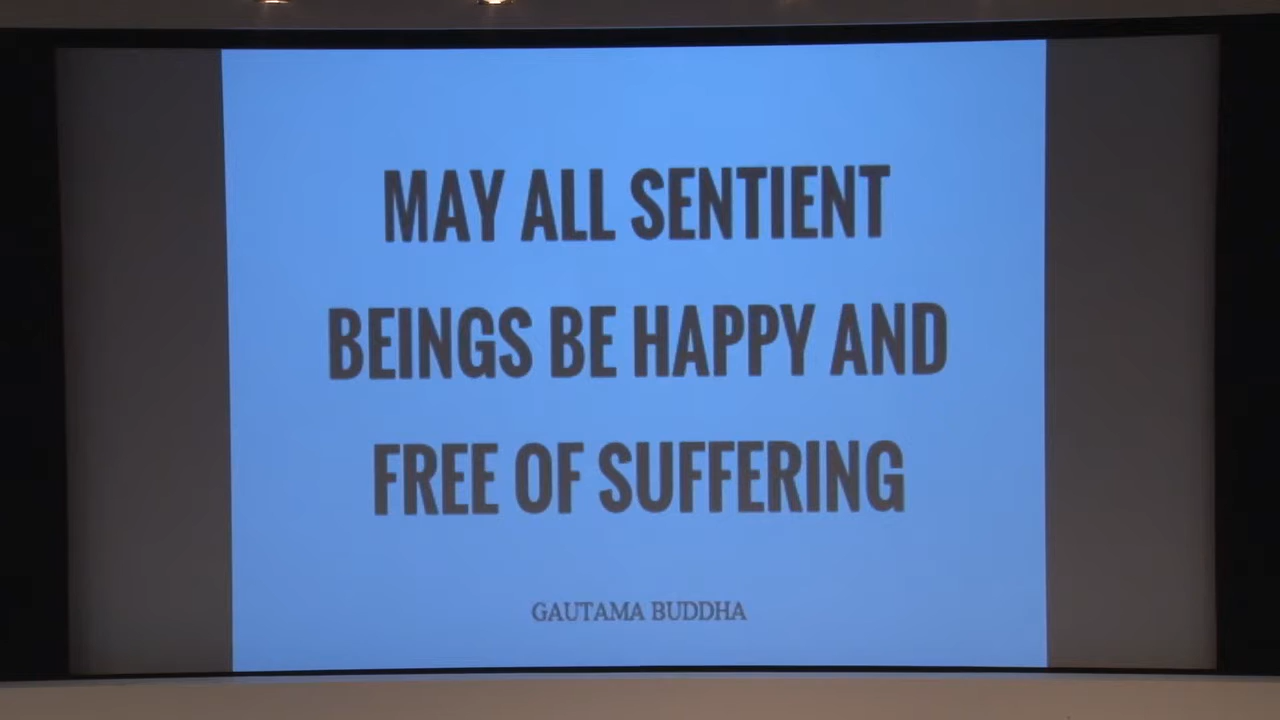 MAY ALL SENTIENT
BEINGS BE HAPPY AND
FREE OF SUFFERING
GAUTAMA BUDDHA